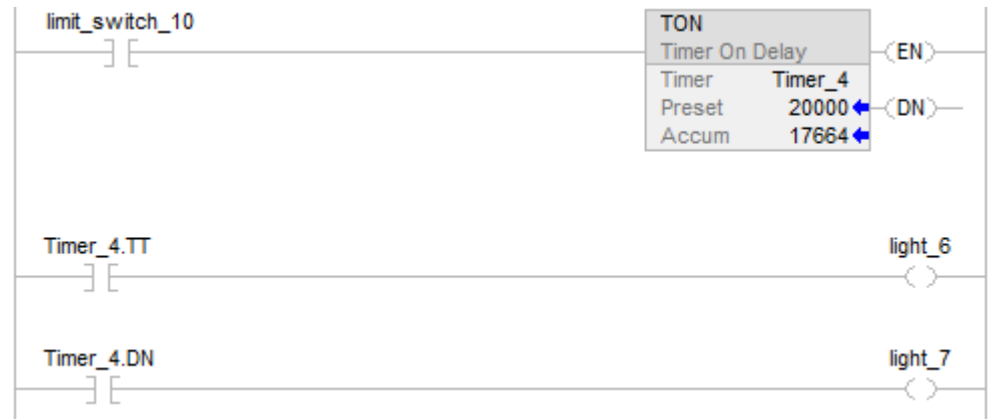 limit_switch_10
TON
Timer On Delay
EN
Timer Timer_4
Preset 20000
DN
Accum 17664
Timer_4.TT
light_6
Timer_4.DN
light_7